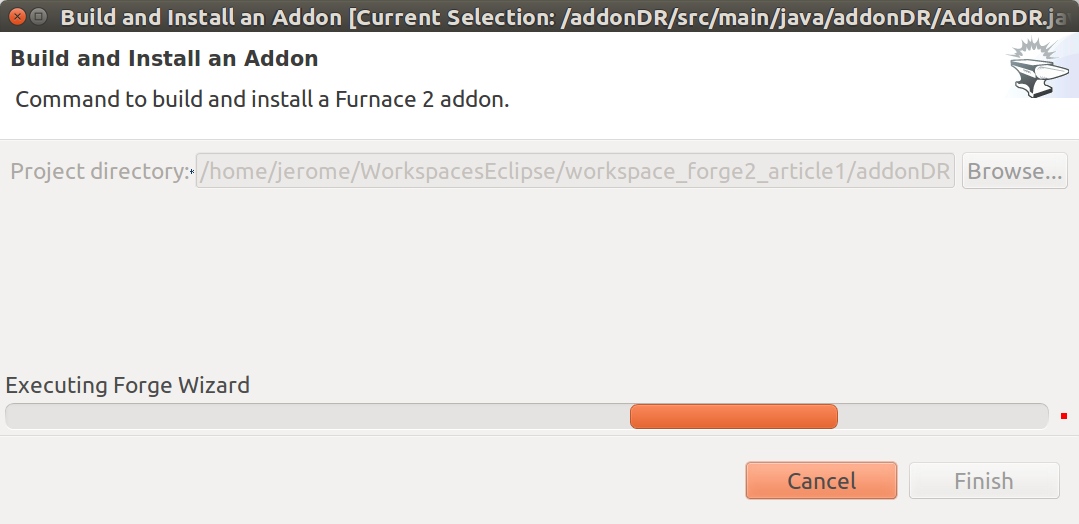 Build and Install an Addon [Current Selection: /addonDR/src/main/java/addonDR/AddonDR.ja
Build and Install an Addon
Command to build and install a Furnace 2 addon.
Project directory:* /home/jerome/WorkspacesEclipse/workspace_forge2_article1/addonDR Browse...
Executing Forge Wizard
Cancel Finish